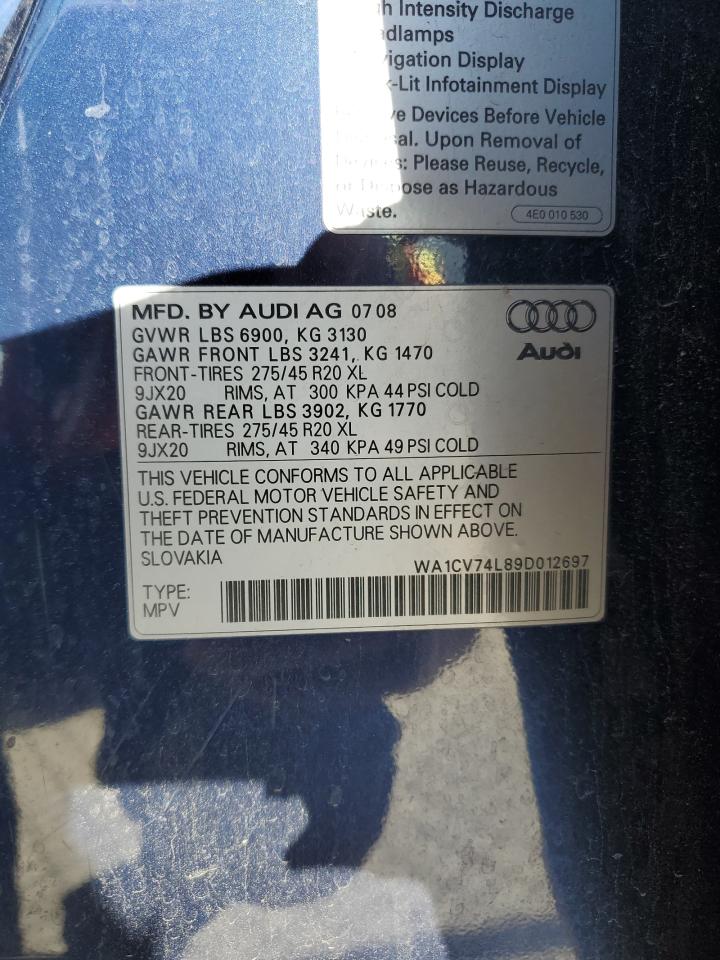 Intensity Discharge
Navigation Display
-Lit Infotainment Display
Devices Before Vehicle
Disposal. Upon Removal of
Devices: Please Reuse, Recycle,
or Dispose as Hazardous
Waste.
4E0 010 530
MFD. BY AUDI AG 07 08
GVWR LBS 6900, KG 3130
GAWR FRONT LBS 3241, KG 1470
FRONT-TIRES 275/45 R20 XL
9JX20 RIMS, AT 300 KPA 44 PSI COLD
GAWR REAR LBS 3902, KG 1770
REAR-TIRES 275/45 R20 XL
9JX20 RIMS, AT 340 KPA 49 PSI COLD
Audi
THIS VEHICLE CONFORMS TO ALL APPLICABLE
U.S. FEDERAL MOTOR VEHICLE SAFETY AND
THEFT PREVENTION STANDARDS IN EFFECT ON
THE DATE OF MANUFACTURE SHOWN ABOVE.
SLOVAKIA
WA1CV74L89D012697
TYPE:
MPV